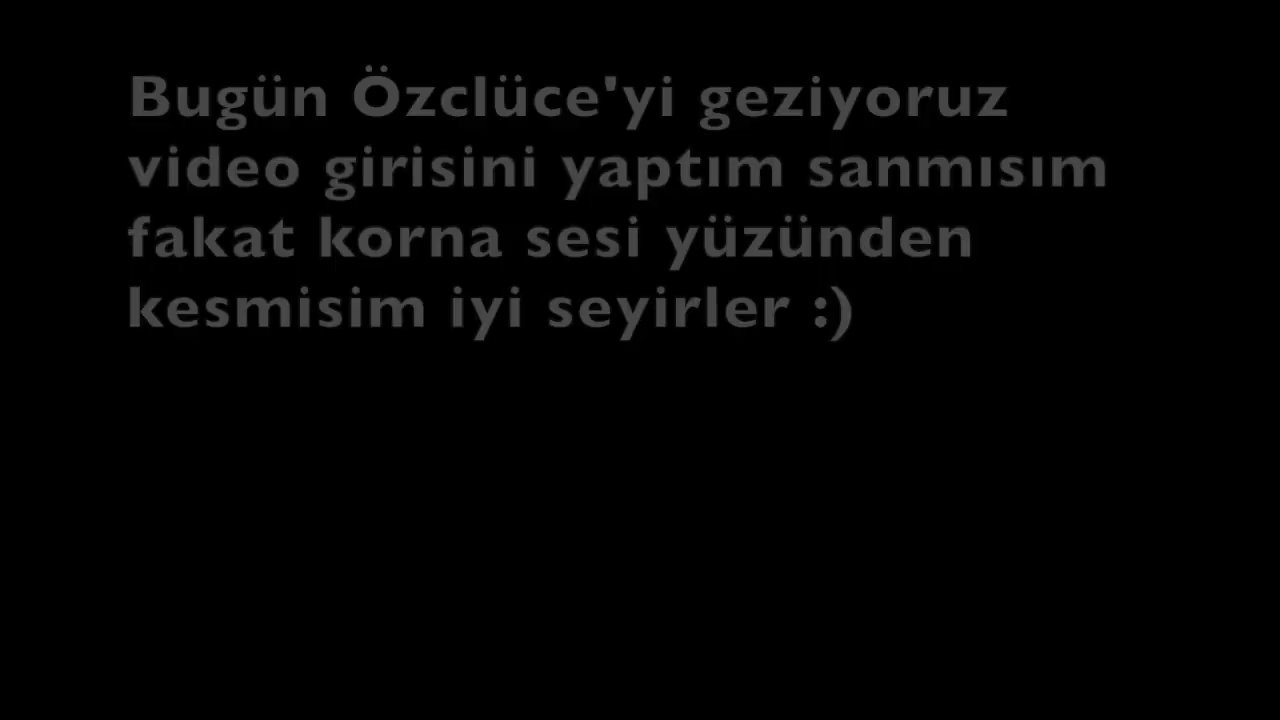 Bugün Özclüce'yi geziyoruz
video girisini yaptım sanmısım
fakat korna sesi yüzünden
kesmisim iyi seyirler :)